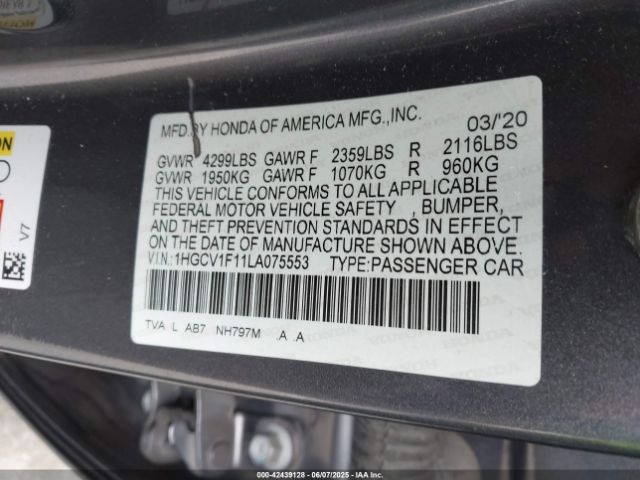 MFD. BY HONDA OF AMERICA MFG.,INC. 03/'20
GVWR 4299LBS GAWR F 2359LBS R 2116LBS
GVWR 1950KG GAWR F 1070KG R 960KG
THIS VEHICLE CONFORMS TO ALL APPLICABLE
FEDERAL MOTOR VEHICLE SAFETY , BUMPER,
AND THEFT PREVENTION STANDARDS IN EFFECT
ON THE DATE OF MANUFACTURE SHOWN ABOVE.
V.I.N.:1HGCV1F11LA075553 TYPE:PASSENGER CAR
TVA L AB7 NH797M .A .A
V7
000-42439128 - 06/07/2025 - IAA Inc.